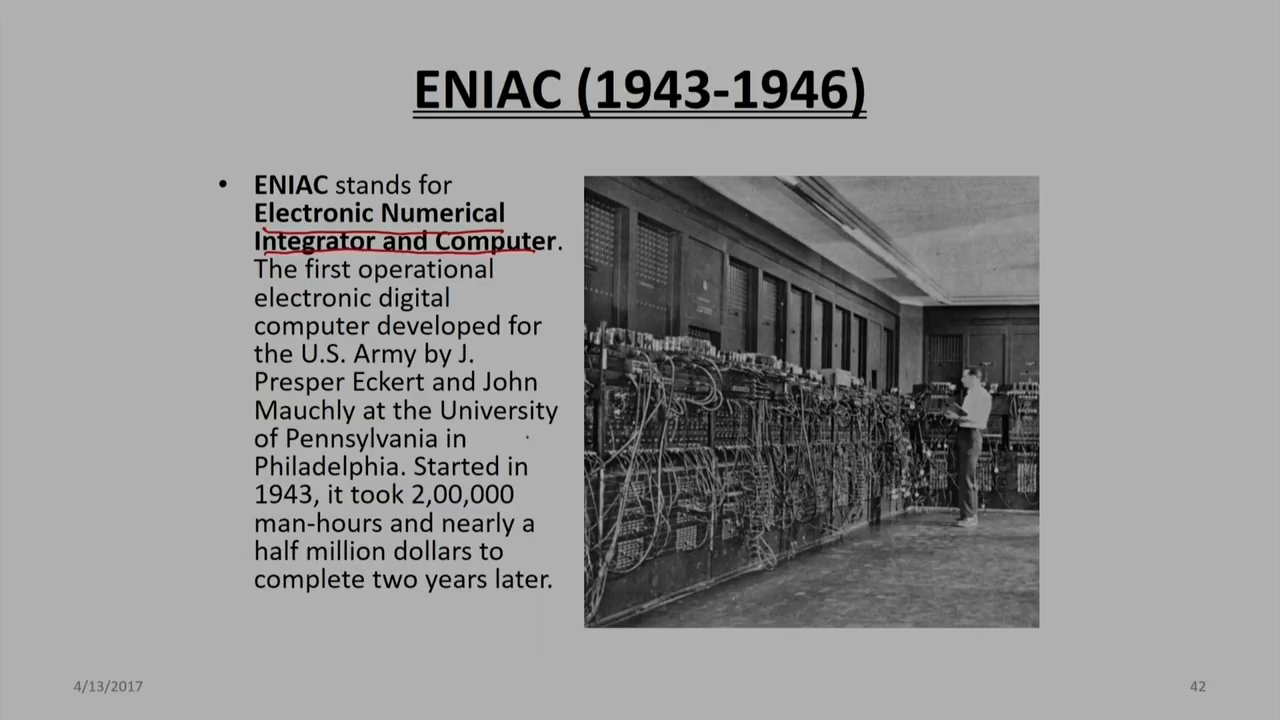 ENIAC (1943-1946)
• ENIAC stands for
Electronic Numerical
Integrator and Computer.
The first operational
electronic digital
computer developed for
the U.S. Army by J.
Presper Eckert and John
Mauchly at the University
of Pennsylvania in
Philadelphia. Started in
1943, it took 2,00,000
man-hours and nearly a
half million dollars to
complete two years later.
4/13/2017
42